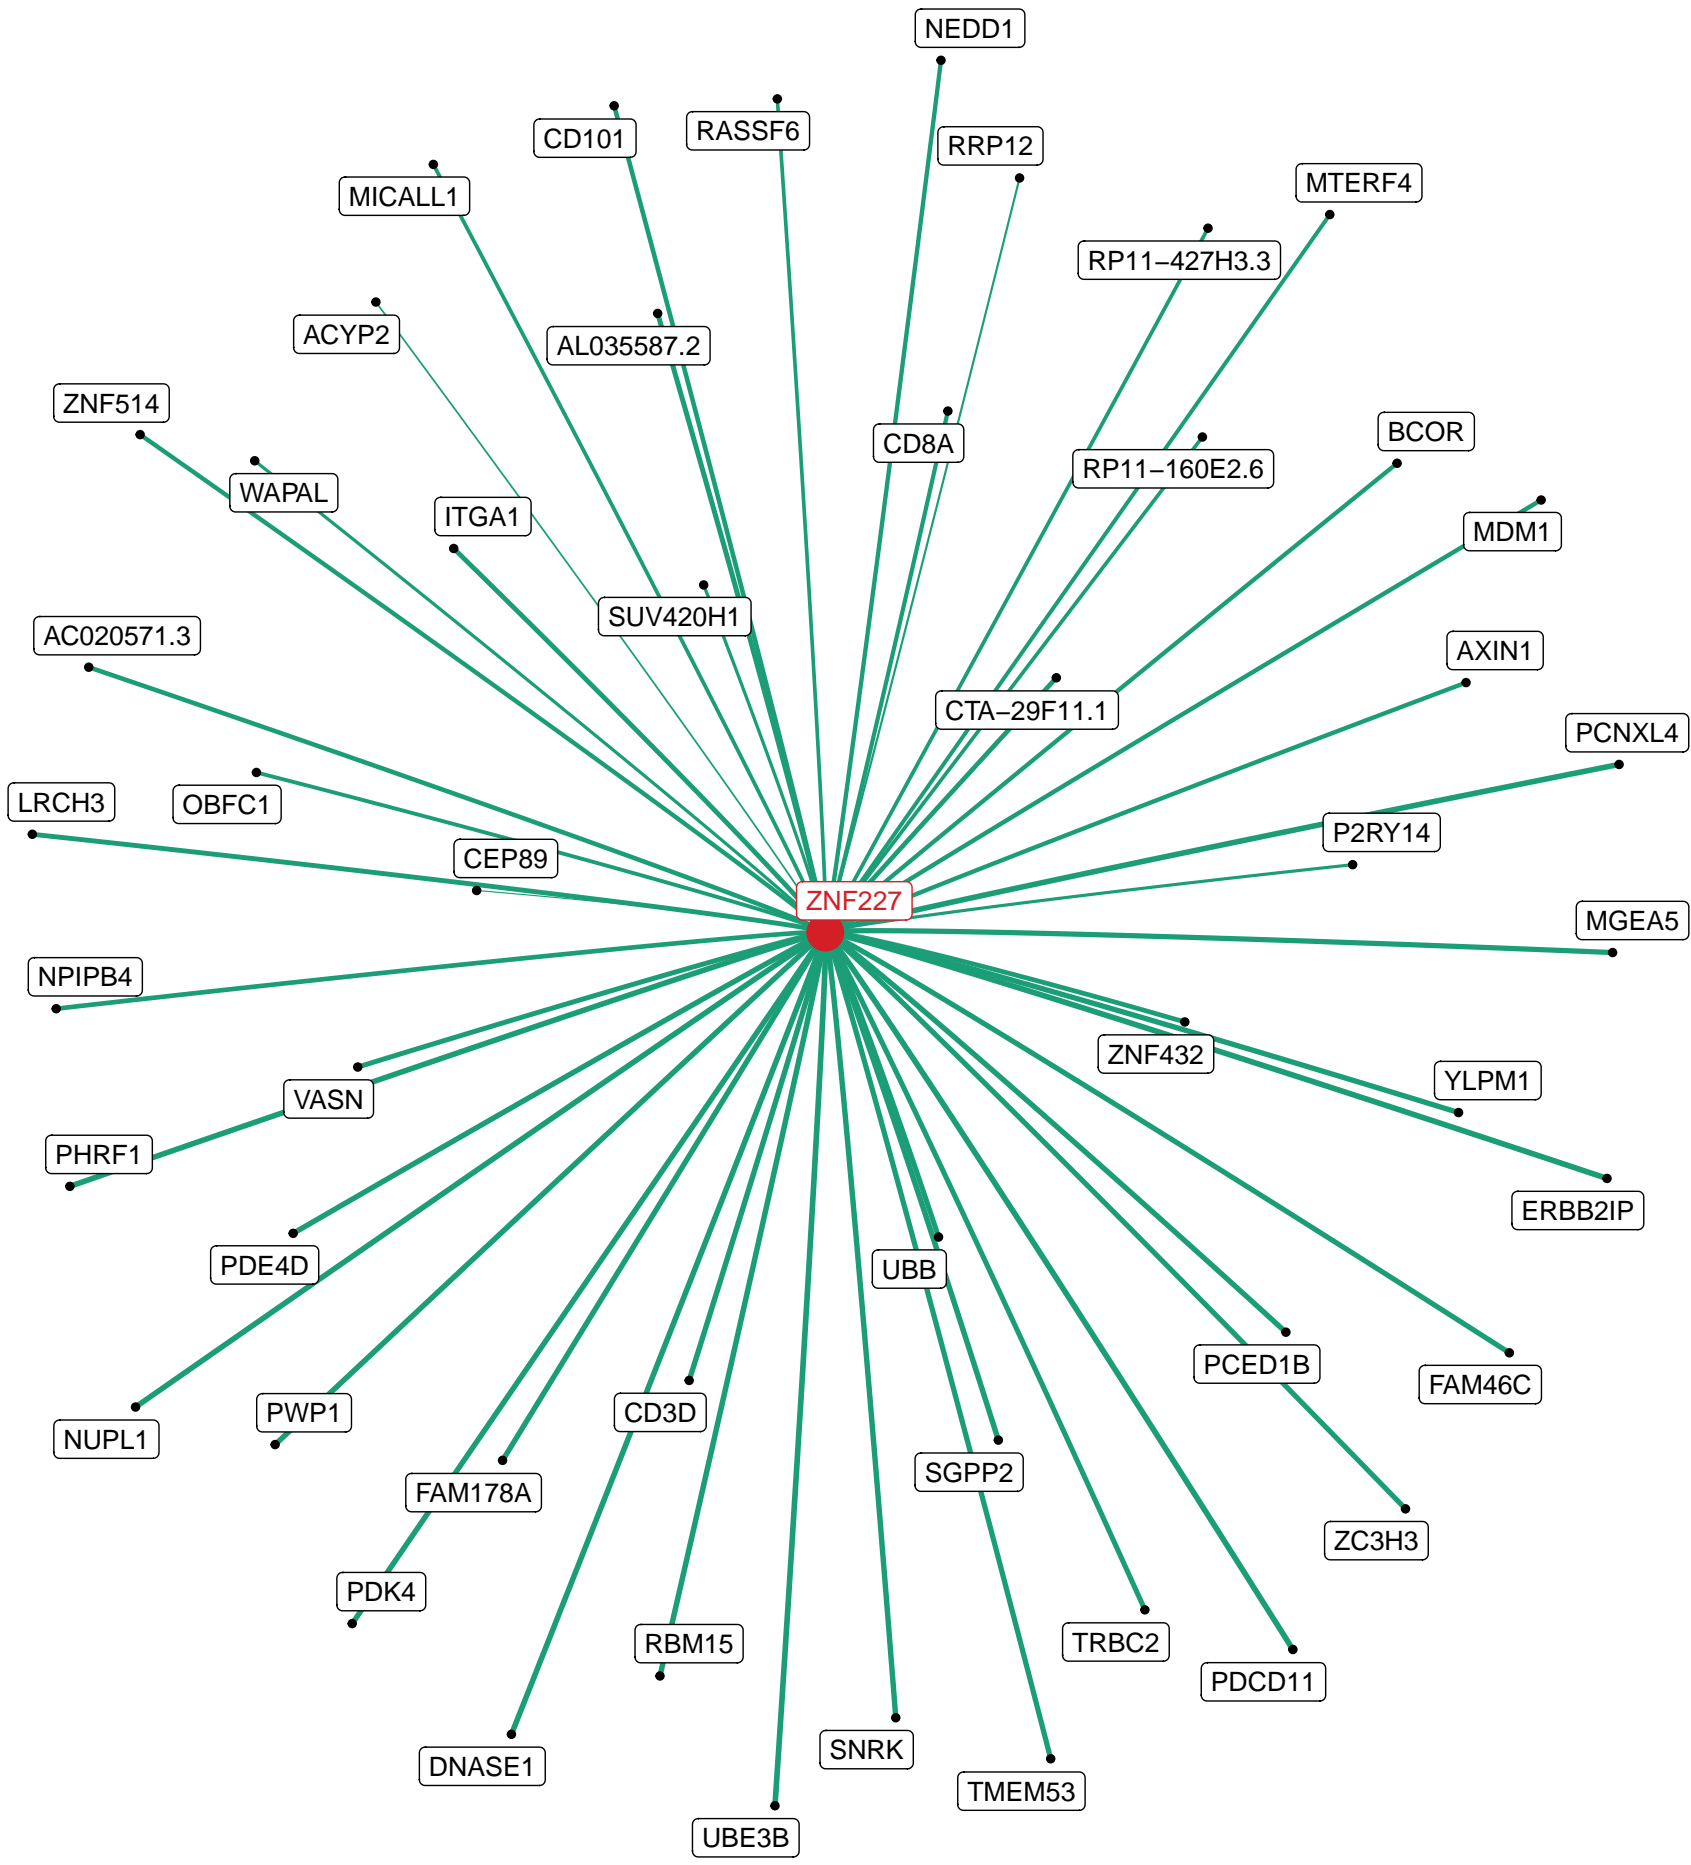 NEDD1
CD101
RASSF6
RRP12
MICALL1
MTERF4
RP11−427H3.3
ACYP2
AL035587.2
ZNF514
CD8A
BCOR
RP11−160E2.6
WAPAL
ITGA1
MDM1
SUV420H1
AC020571.3
AXIN1
CTA−29F11.1
PCNXL4
LRCH3
OBFC1
P2RY14
CEP89
ZNF227
MGEA5
NPIPB4
ZNF432
YLPM1
VASN
PHRF1
ERBB2IP
PDE4D
UBB
PCED1B
FAM46C
PWP1
CD3D
NUPL1
SGPP2
FAM178A
ZC3H3
PDK4
RBM15
TRBC2
PDCD11
SNRK
DNASE1
TMEM53
UBE3B